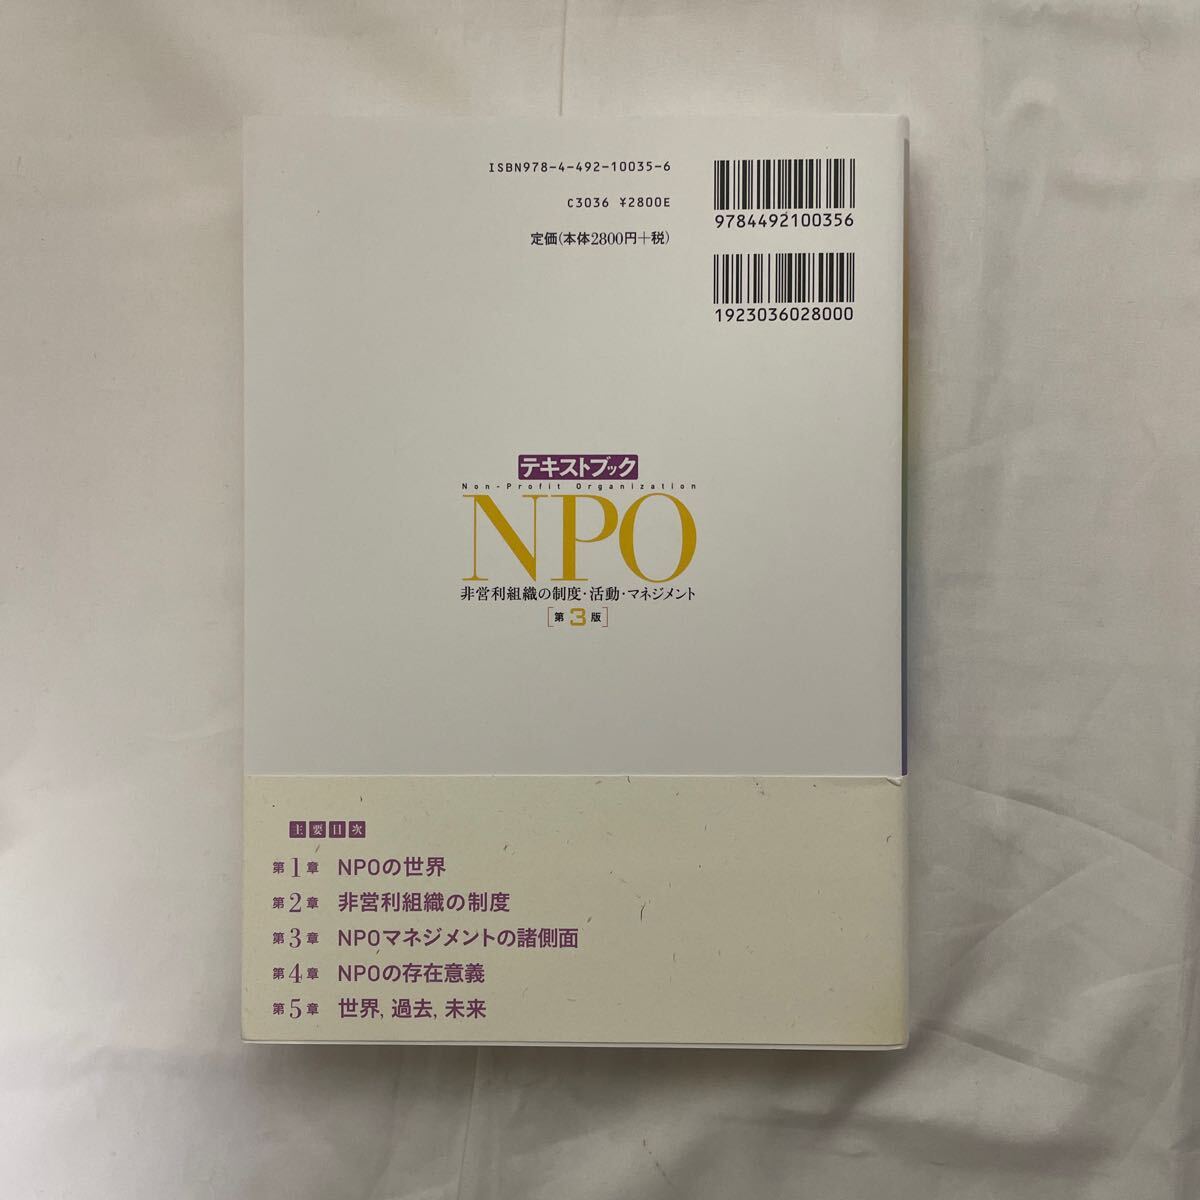 ISBN978-4-492-10035-6
C3036 ¥2800E
定価(本体2800円+税)
9784492100356
1923036028000
テキストブック
Non-Profit Organization
NPO
非営利組織の制度・活動・マネジメント
[第3版]
主要目次
第1章 NPOの世界
第2章 非営利組織の制度
第3章 NPOマネジメントの諸側面
第4章 NPOの存在意義
第5章 世界, 過去, 未来